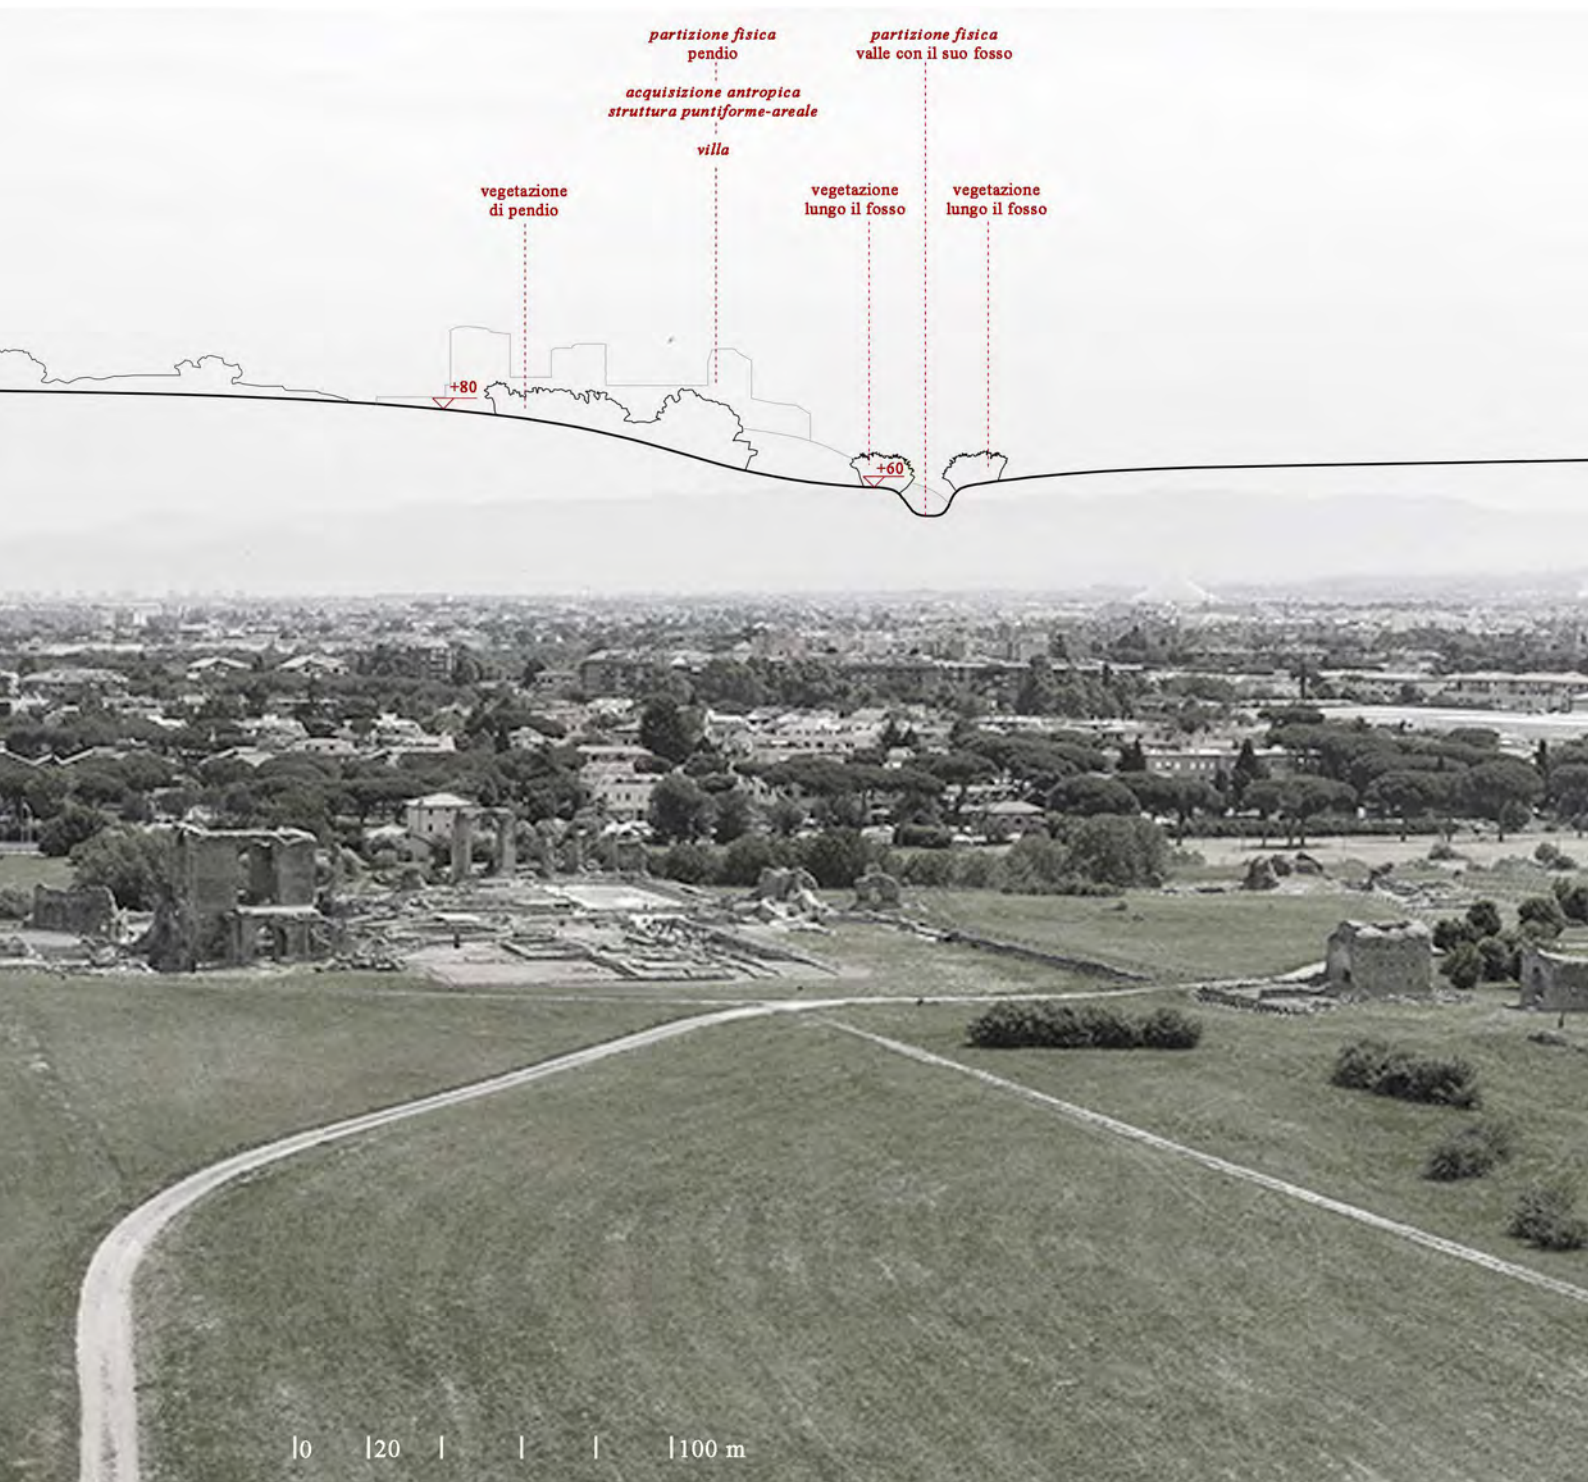 partizione fisica
pendio
acquisizione antropica
struttura puntiforme-areale
villa
partizione fisica
valle con il suo fosso
vegetazione
di pendio
vegetazione
lungo il fosso
vegetazione
lungo il fosso
+80
+60
0 20 100 m